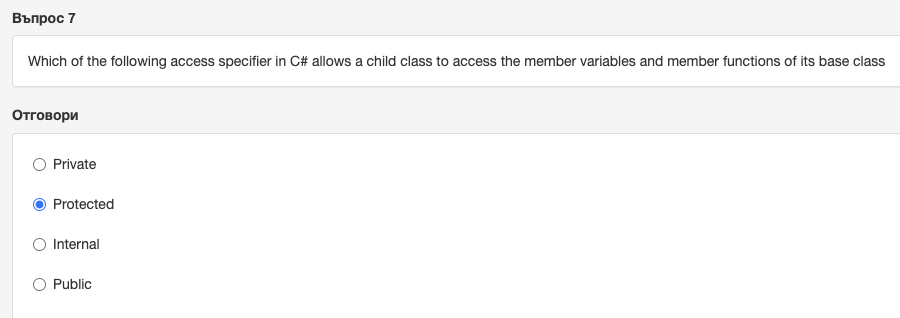 Въпрос 7
Which of the following access specifier in C# allows a child class to access the member variables and member functions of its base class
Отговори
Private
Protected
Internal
Public